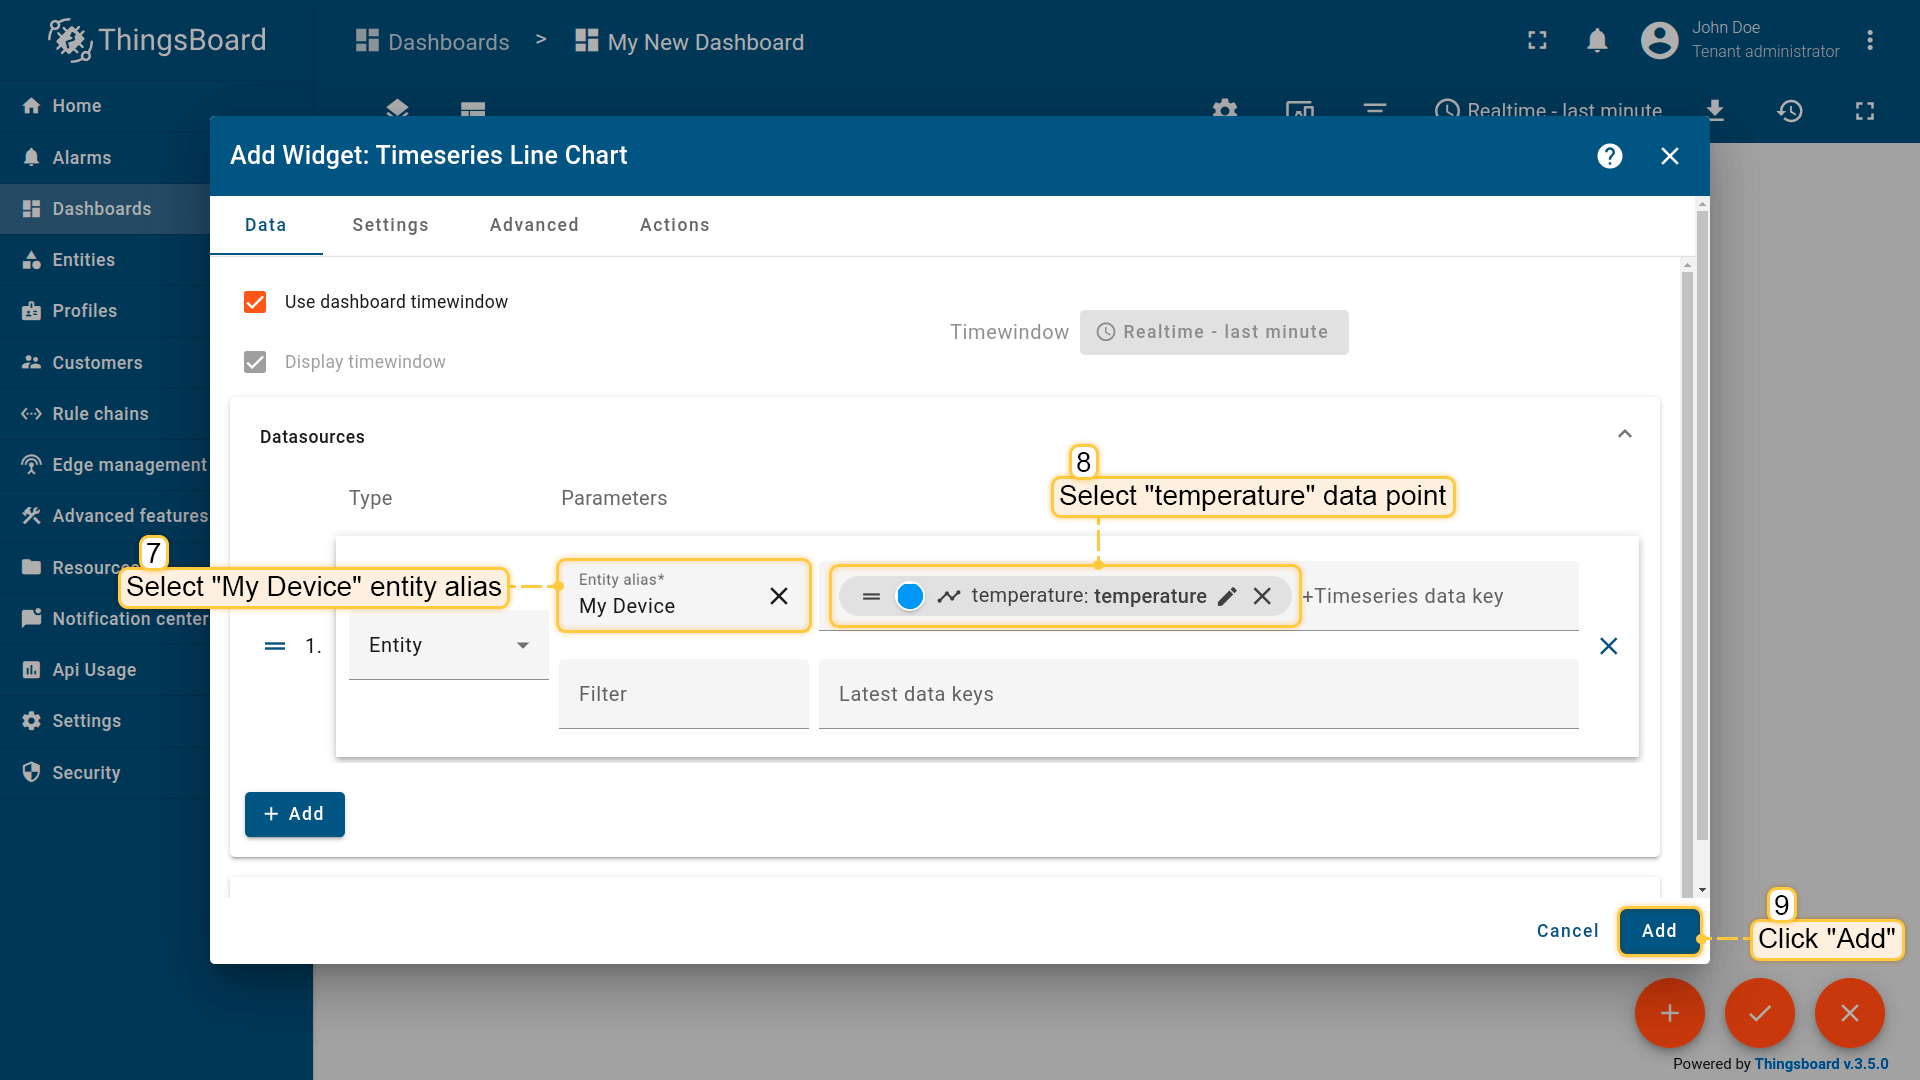 ThingsBoard
Dashboards > My New Dashboard
John Doe
Tenant administrator
Realtime - last minute
Home
Alarms
Dashboards
Entities
Profiles
Customers
Rule chains
Edge management
Advanced features
Resources
Notification center
Api Usage
Settings
Security
Add Widget: Timeseries Line Chart
?
Data Settings Advanced Actions
Use dashboard timewindow
Display timewindow
Timewindow Realtime - last minute
Datasources
Type Parameters
8
Select "temperature" data point
7
Select "My Device" entity alias
Entity alias*
My Device
temperature: temperature
+Timeseries data key
1.
Entity
Filter
Latest data keys
+ Add
Cancel
Add
9
Click "Add"
Powered by Thingsboard v.3.5.0